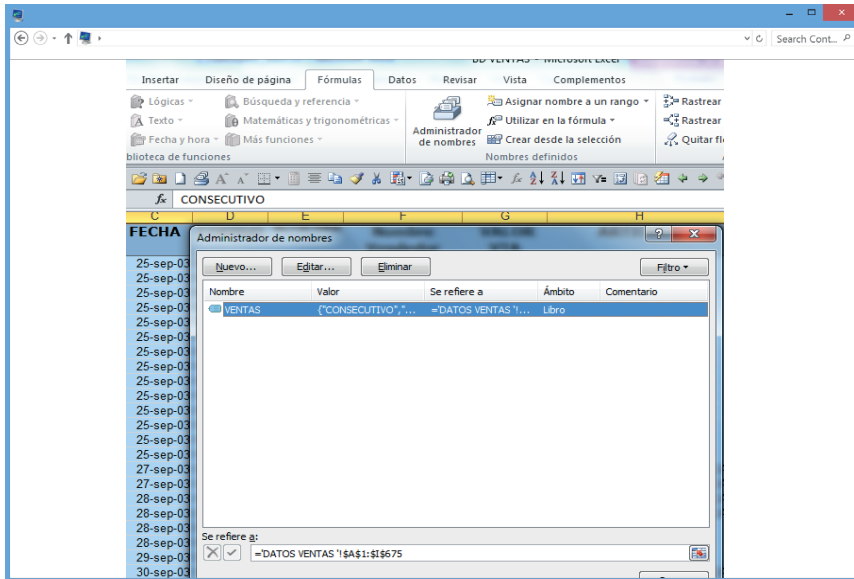 Search Cont...
BD VENTAS - Microsoft Excel
Insertar Diseño de página Fórmulas Datos Revisar Vista Complementos
Lógicas Búsqueda y referencia Asignar nombre a un rango Rastrear
Texto Matemáticas y trigonométricas Administrador de nombres Utilizar en la fórmula Rastrear
Fecha y hora Más funciones Crear desde la selección Quitar fl
blioteca de funciones Nombres definidos
fx CONSECUTIVO
C D E F G H
FECHA
Administrador de nombres
Nuevo... Editar... Eliminar Filtro
Nombre Valor Se refiere a Ámbito Comentario
VENTAS {"CONSECUTIVO","... ='DATOS VENTAS '!... Libro
25-sep-03
25-sep-03
25-sep-03
25-sep-03
25-sep-03
25-sep-03
25-sep-03
25-sep-03
25-sep-03
25-sep-03
25-sep-03
25-sep-03
25-sep-03
25-sep-03
27-sep-03
27-sep-03
28-sep-03
28-sep-03
28-sep-03
28-sep-03
29-sep-03
30-sep-03
Se refiere a:
='DATOS VENTAS '!$A$1:$I$675